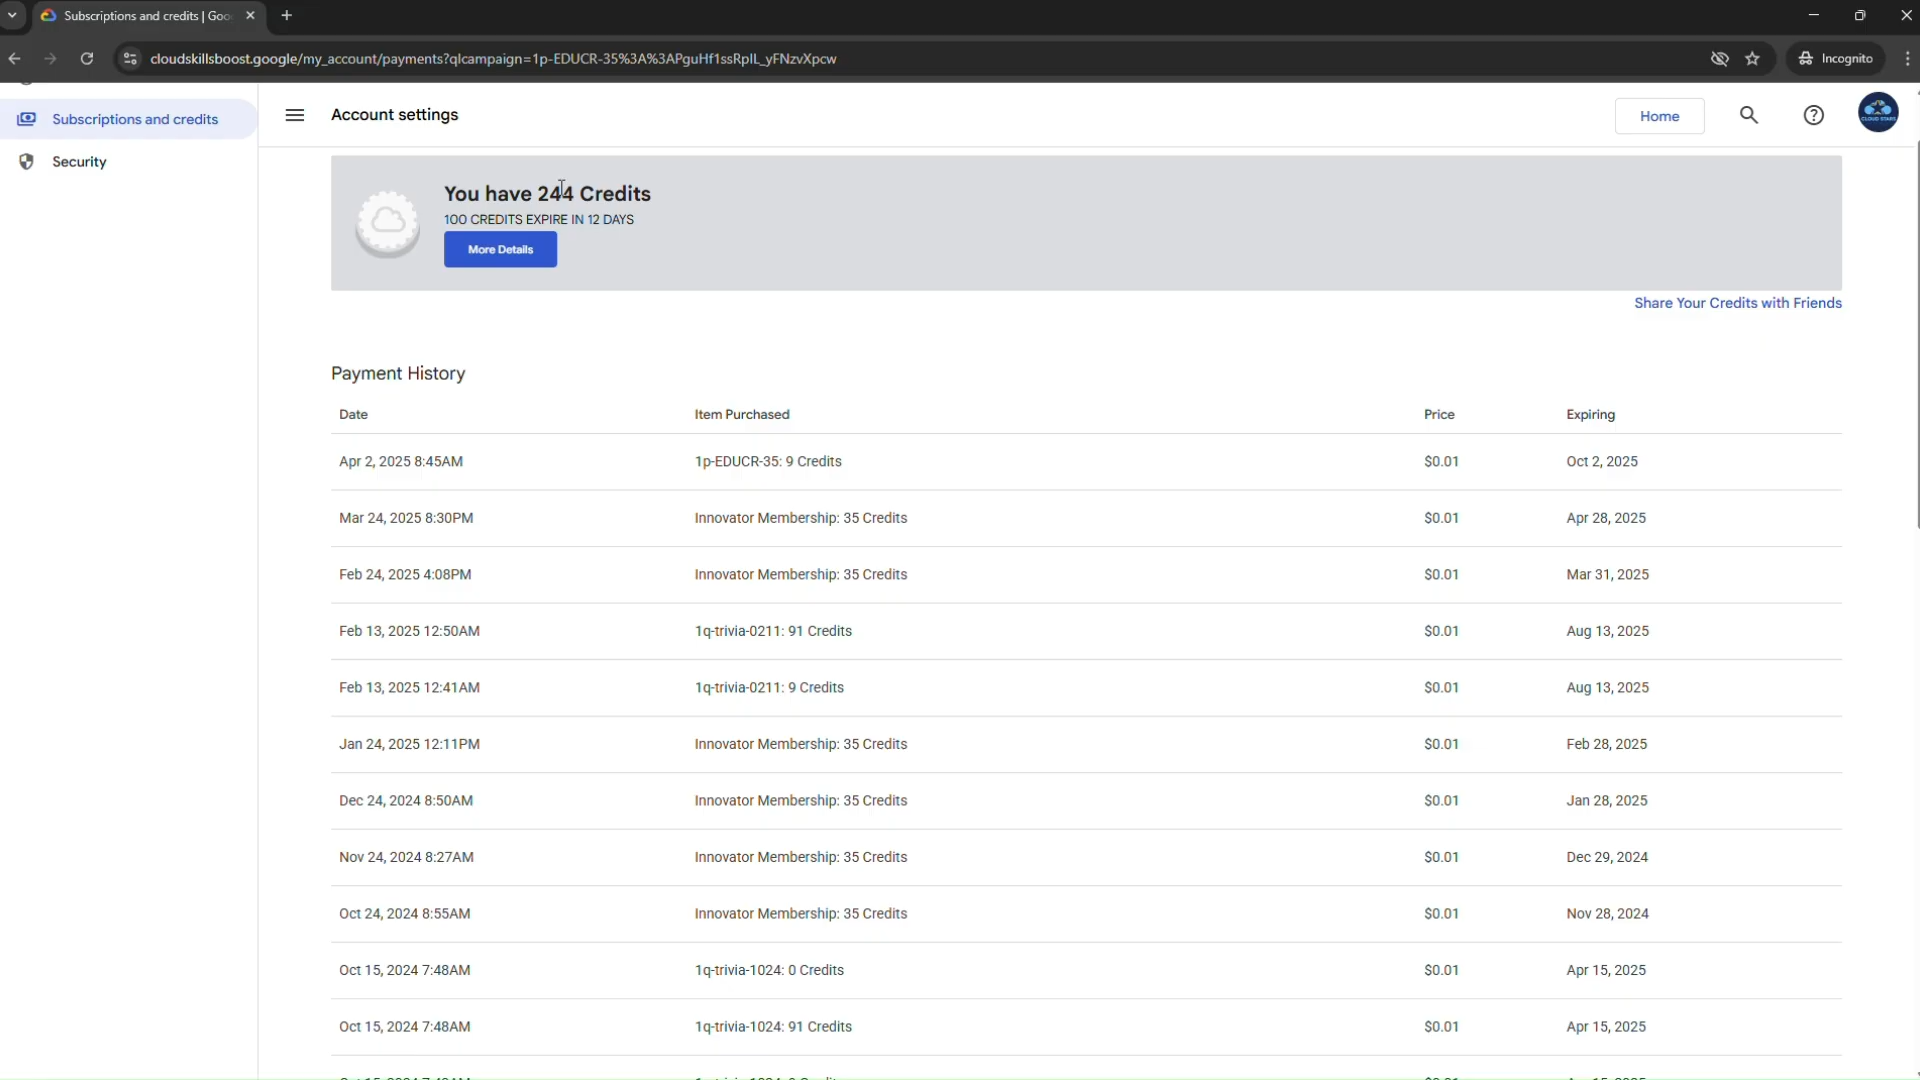 Subscriptions and credits | Goo
cloudskillsboost.google/my_account/payments?qlcampaign=1p-EDUCR-35%3A%3APguHf1ssRpIL_yFNzvXpcw
Incognito
Subscriptions and credits
Security
Account settings
Home
CLOUD STARS
You have 244 Credits
100 CREDITS EXPIRE IN 12 DAYS
More Details
Share Your Credits with Friends
Payment History
Date Item Purchased Price Expiring
Apr 2, 2025 8:45AM 1p-EDUCR-35: 9 Credits $0.01 Oct 2, 2025
Mar 24, 2025 8:30PM Innovator Membership: 35 Credits $0.01 Apr 28, 2025
Feb 24, 2025 4:08PM Innovator Membership: 35 Credits $0.01 Mar 31, 2025
Feb 13, 2025 12:50AM 1q-trivia-0211: 91 Credits $0.01 Aug 13, 2025
Feb 13, 2025 12:41AM 1q-trivia-0211: 9 Credits $0.01 Aug 13, 2025
Jan 24, 2025 12:11PM Innovator Membership: 35 Credits $0.01 Feb 28, 2025
Dec 24, 2024 8:50AM Innovator Membership: 35 Credits $0.01 Jan 28, 2025
Nov 24, 2024 8:27AM Innovator Membership: 35 Credits $0.01 Dec 29, 2024
Oct 24, 2024 8:55AM Innovator Membership: 35 Credits $0.01 Nov 28, 2024
Oct 15, 2024 7:48AM 1q-trivia-1024: 0 Credits $0.01 Apr 15, 2025
Oct 15, 2024 7:48AM 1q-trivia-1024: 91 Credits $0.01 Apr 15, 2025